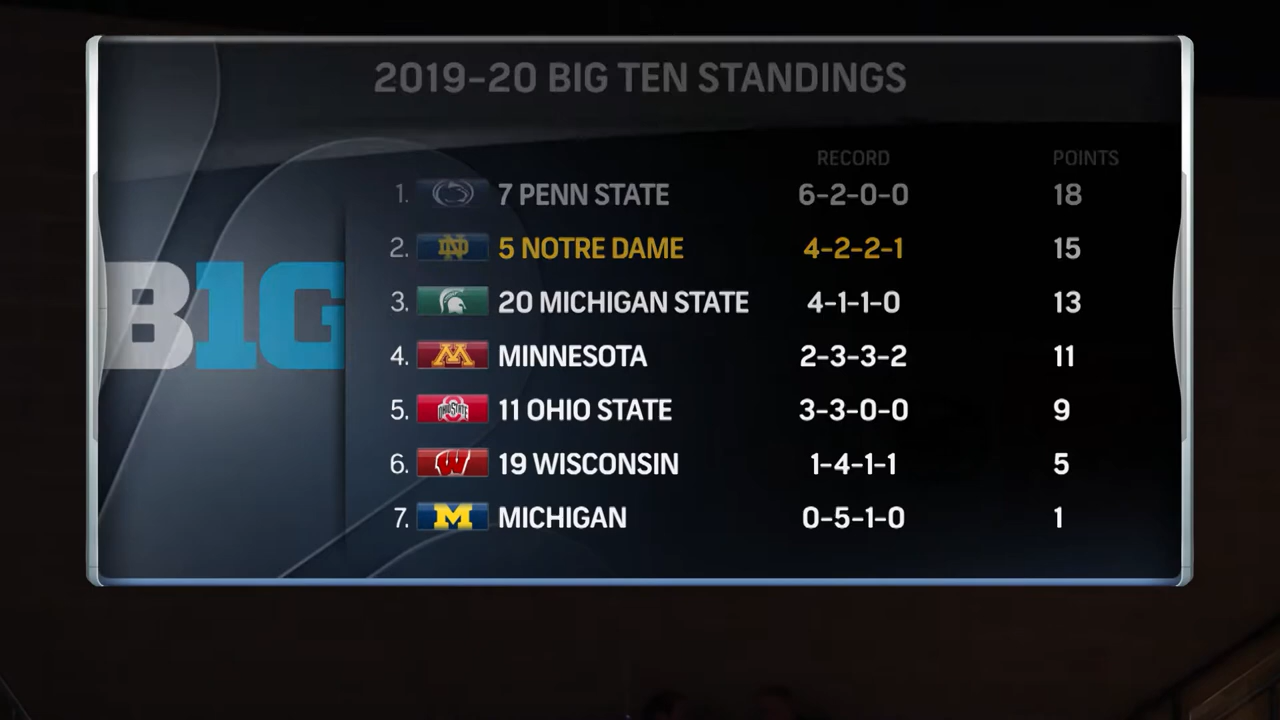 2019-20 BIG TEN STANDINGS
RECORD POINTS
1. 7 PENN STATE 6-2-0-0 18
2. ND 5 NOTRE DAME 4-2-2-1 15
3. 20 MICHIGAN STATE 4-1-1-0 13
4. M MINNESOTA 2-3-3-2 11
5. OHIO STATE 11 OHIO STATE 3-3-0-0 9
6. W 19 WISCONSIN 1-4-1-1 5
7. M MICHIGAN 0-5-1-0 1
B1G